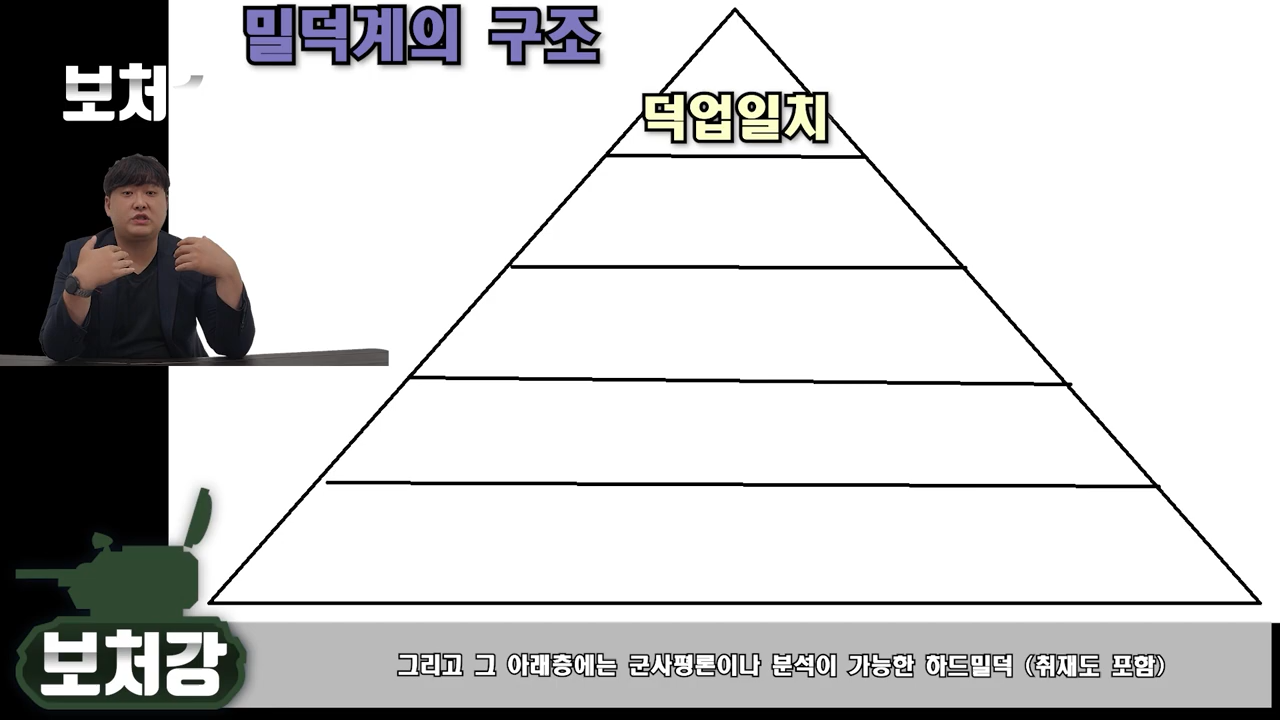 밀덕계의 구조
보처
덕업일치
보처강
그리고 그 아래층에는 군사평론이나 분석이 가능한 하드밀덕 (취재도 포함)